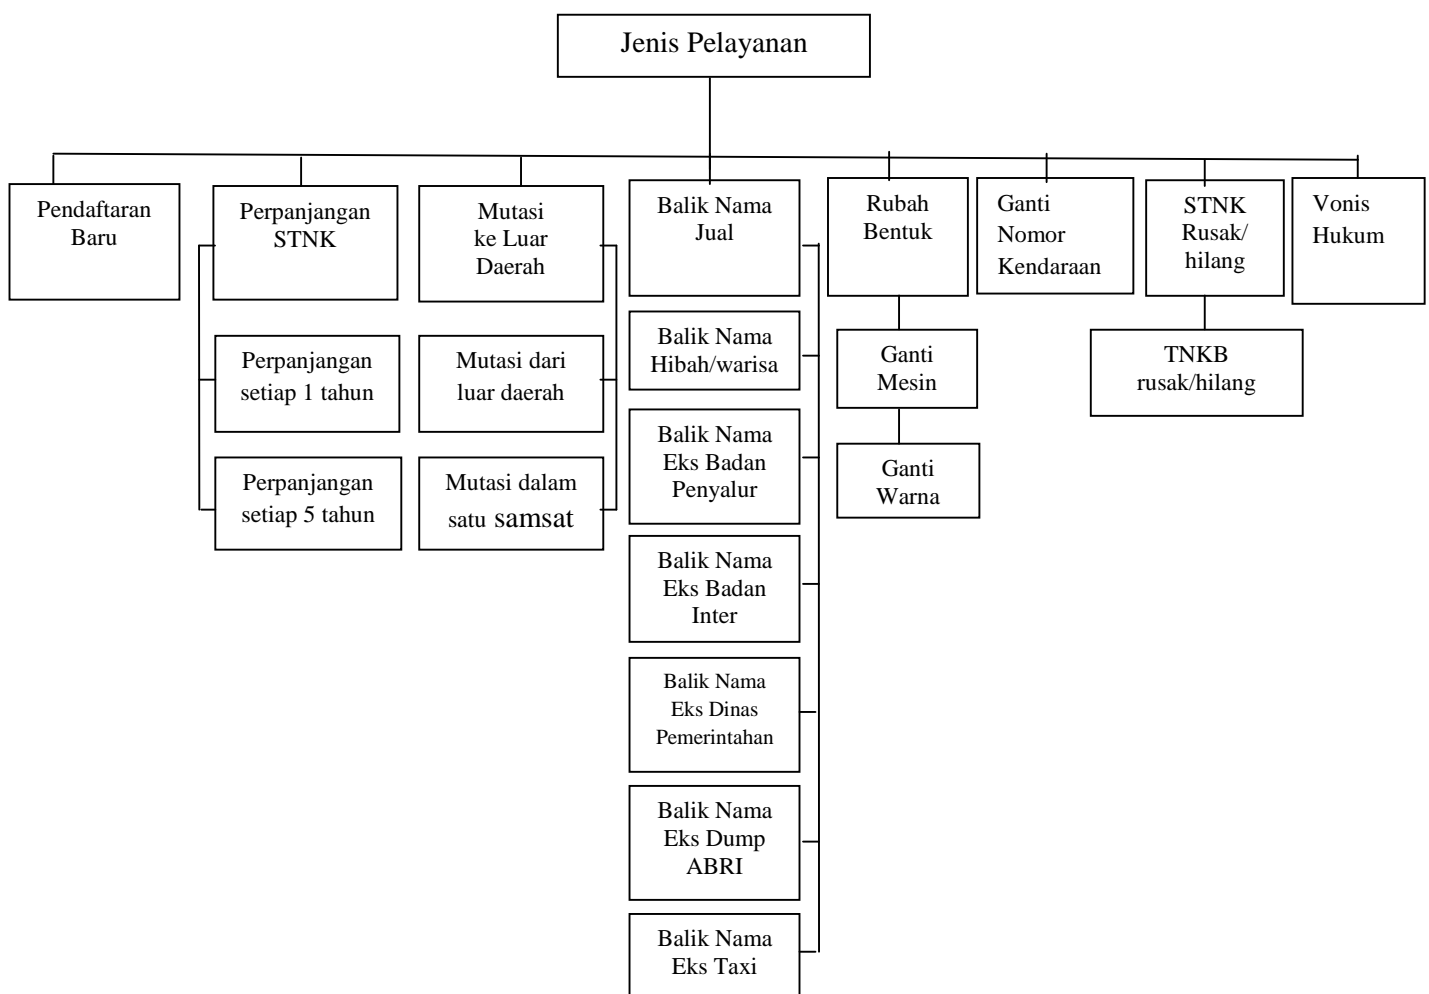 Jenis Pelayanan
Pendaftaran
Baru
Perpanjangan
STNK
Mutasi
ke Luar
Daerah
Balik Nama
Jual
Rubah
Bentuk
Ganti
Nomor
Kendaraan
STNK
Rusak/
hilang
Vonis
Hukum
Perpanjangan
setiap 1 tahun
Mutasi dari
luar daerah
Balik Nama
Hibah/warisa
Ganti
Mesin
TNKB
rusak/hilang
Perpanjangan
setiap 5 tahun
Mutasi dalam
satu samsat
Balik Nama
Eks Badan
Penyalur
Ganti
Warna
Balik Nama
Eks Badan
Inter
Balik Nama
Eks Dinas
Pemerintahan
Balik Nama
Eks Dump
ABRI
Balik Nama
Eks Taxi